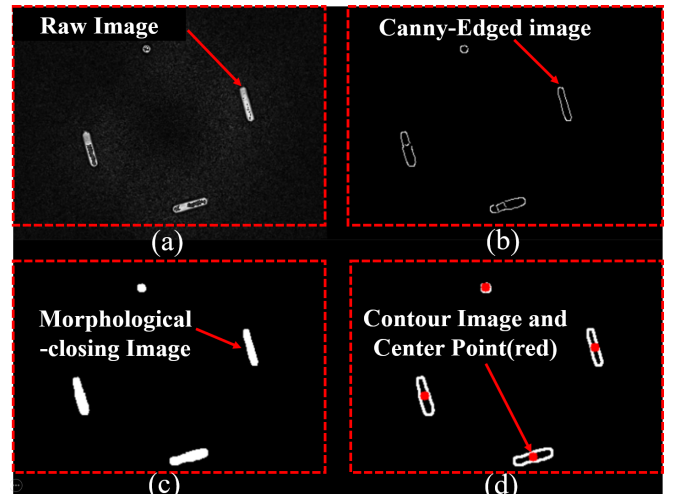 Raw Image
Canny-Edged image
(a)
(b)
Morphological
-closing Image
Contour Image and
Center Point(red)
(c)
(d)